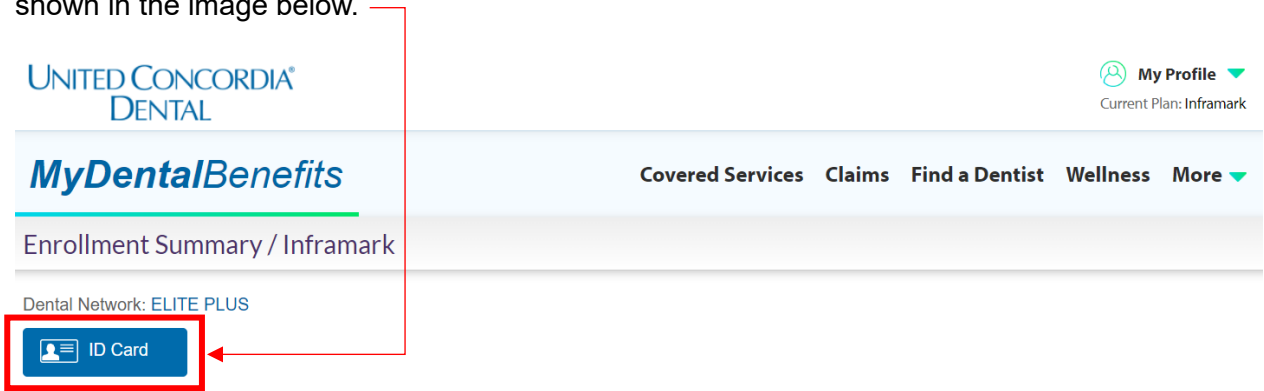 shown in the image below.
UNITED CONCORDIA®
DENTAL
My Profile
Current Plan: Inframark
MyDentalBenefits
Covered Services Claims Find a Dentist Wellness More
Enrollment Summary / Inframark
Dental Network: ELITE PLUS
ID Card